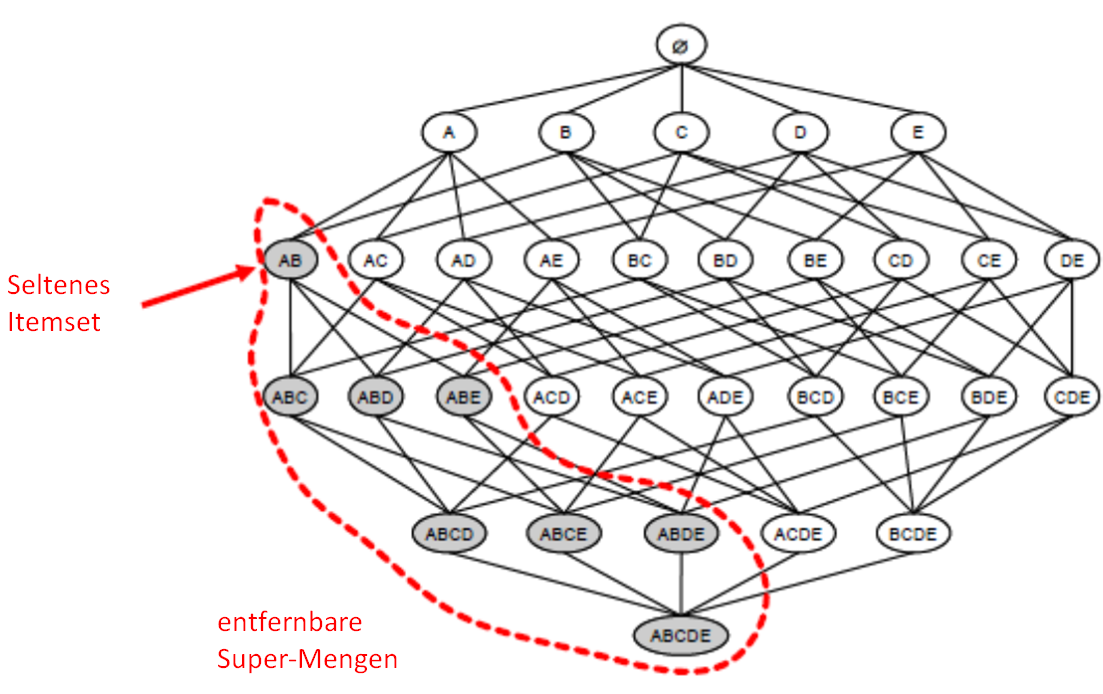 ∅
A B C D E
AB AC AD AE BC BD BE CD CE DE
Seltenes
Itemset
ABC ABD ABE ACD ACE ADE BCD BCE BDE CDE
ABCD ABCE ABDE ACDE BCDE
entfernbare
Super-Mengen
ABCDE